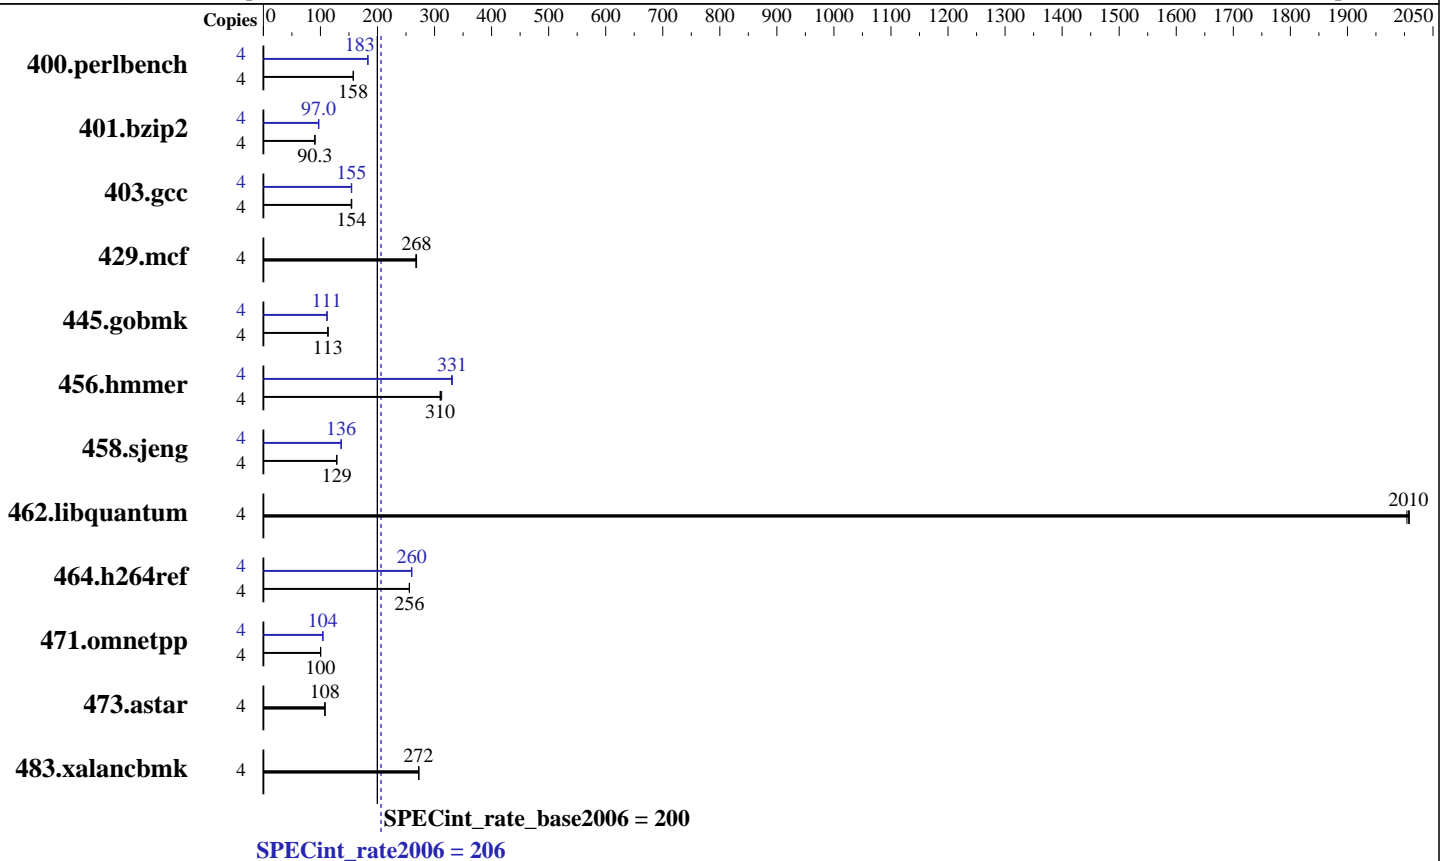 Copies 0 100 200 300 400 500 600 700 800 900 1000 1100 1200 1300 1400 1500 1600 1700 1800 1900 2050
400.perlbench 4 183
4 158
401.bzip2 4 97.0
4 90.3
403.gcc 4 155
4 154
429.mcf 4 268
445.gobmk 4 111
4 113
456.hmmer 4 331
4 310
458.sjeng 4 136
4 129
462.libquantum 4 2010
464.h264ref 4 260
4 256
471.omnetpp 4 104
4 100
473.astar 4 108
483.xalancbmk 4 272
SPECint_rate_base2006 = 200
SPECint_rate2006 = 206